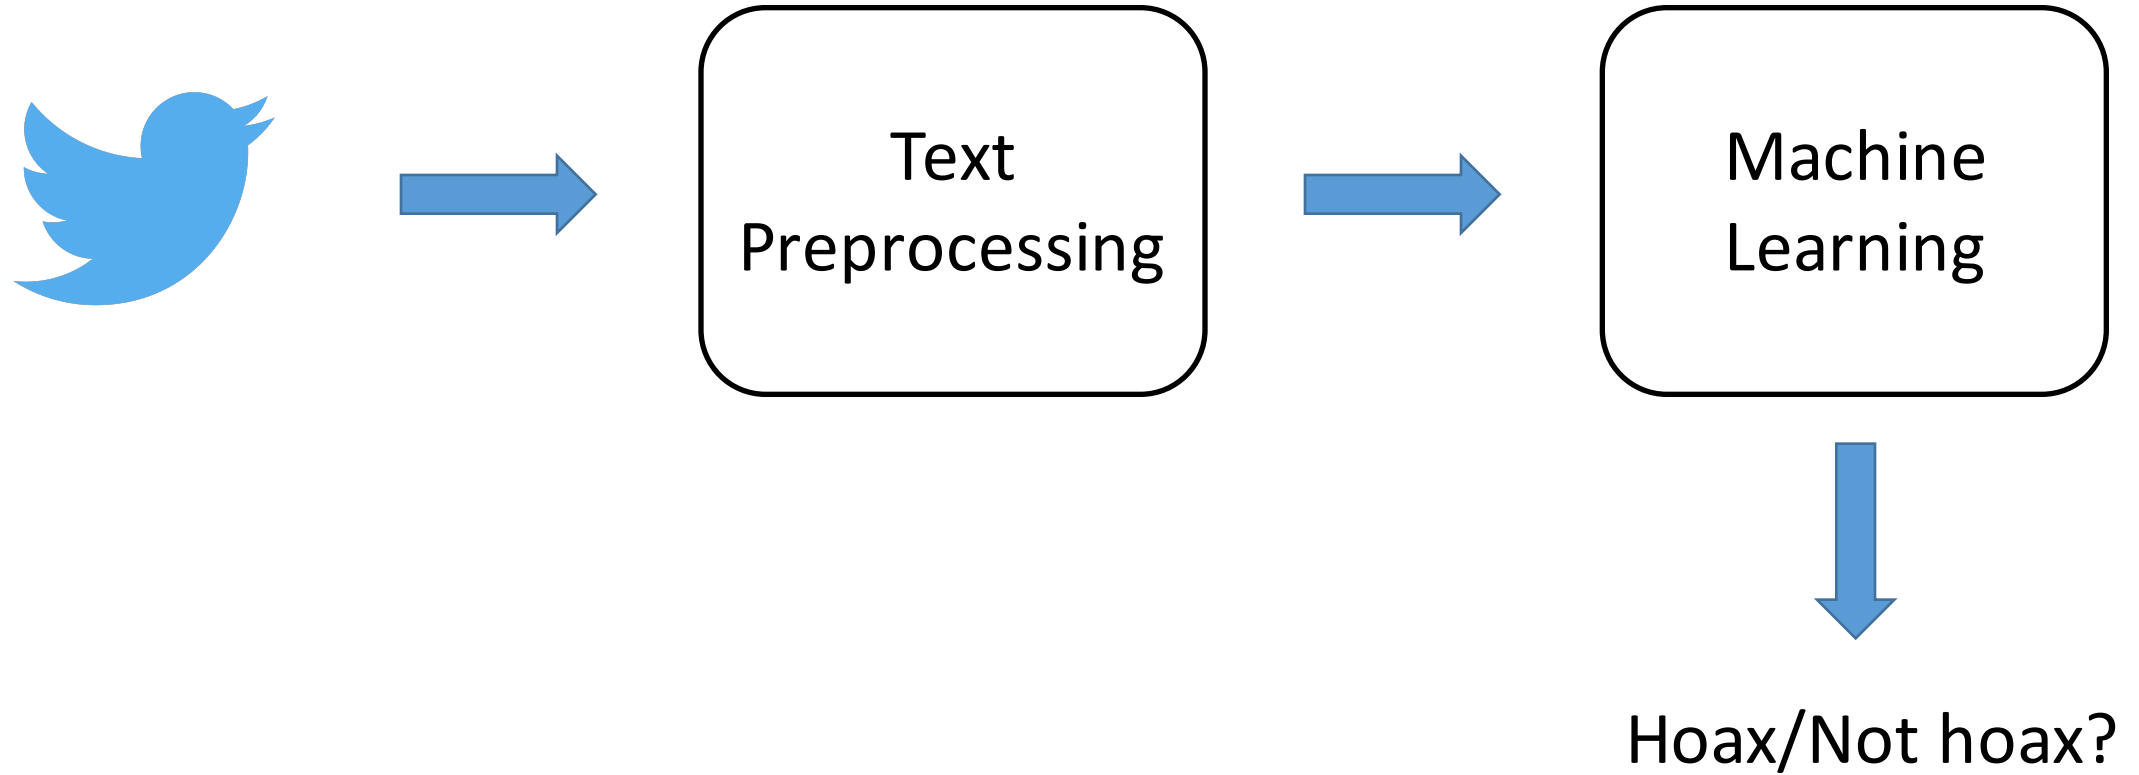 Text
Preprocessing
Machine
Learning
Hoax/Not hoax?